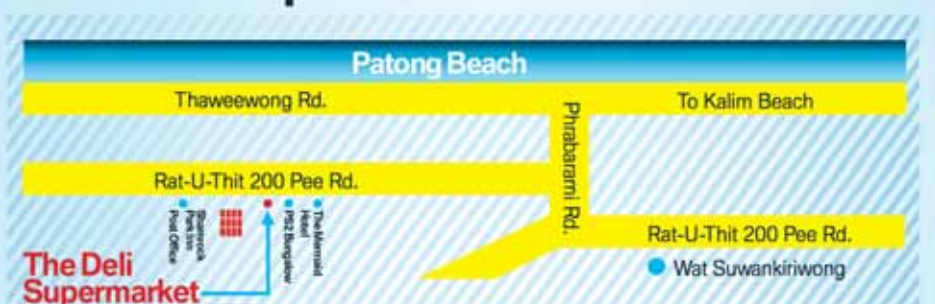 Patong Beach
Thaweewong Rd.
To Kalim Beach
Phrabarami Rd.
Rat-U-Thit 200 Pee Rd.
Shamrock
Park Inn
Post Office
PS2 Bungalow
The Mermaid
Hotel
Rat-U-Thit 200 Pee Rd.
Wat Suwankiriwong
The Deli
Supermarket